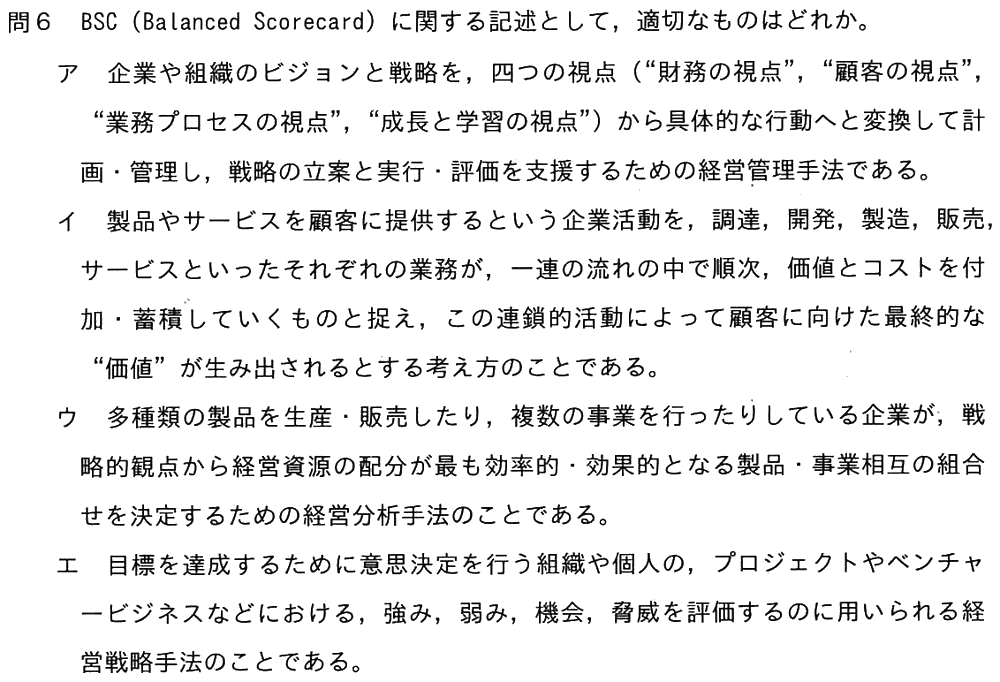 問６ BSC（Balanced Scorecard）に関する記述として，適切なものはどれか。
ア 企業や組織のビジョンと戦略を，四つの視点（“財務の視点”，“顧客の視点”，
“業務プロセスの視点”，“成長と学習の視点”）から具体的な行動へと変換して計
画・管理し，戦略の立案と実行・評価を支援するための経営管理手法である。
イ 製品やサービスを顧客に提供するという企業活動を，調達，開発，製造，販売，
サービスといったそれぞれの業務が，一連の流れの中で順次，価値とコストを付
加・蓄積していくものと捉え，この連鎖的活動によって顧客に向けた最終的な
“価値”が生み出されるとする考え方のことである。
ウ 多種類の製品を生産・販売したり，複数の事業を行ったりしている企業が，戦
略的観点から経営資源の配分が最も効率的・効果的となる製品・事業相互の組合
せを決定するための経営分析手法のことである。
エ 目標を達成するために意思決定を行う組織や個人の，プロジェクトやベンチャ
ービジネスなどにおける，強み，弱み，機会，脅威を評価するのに用いられる経
営戦略手法のことである。